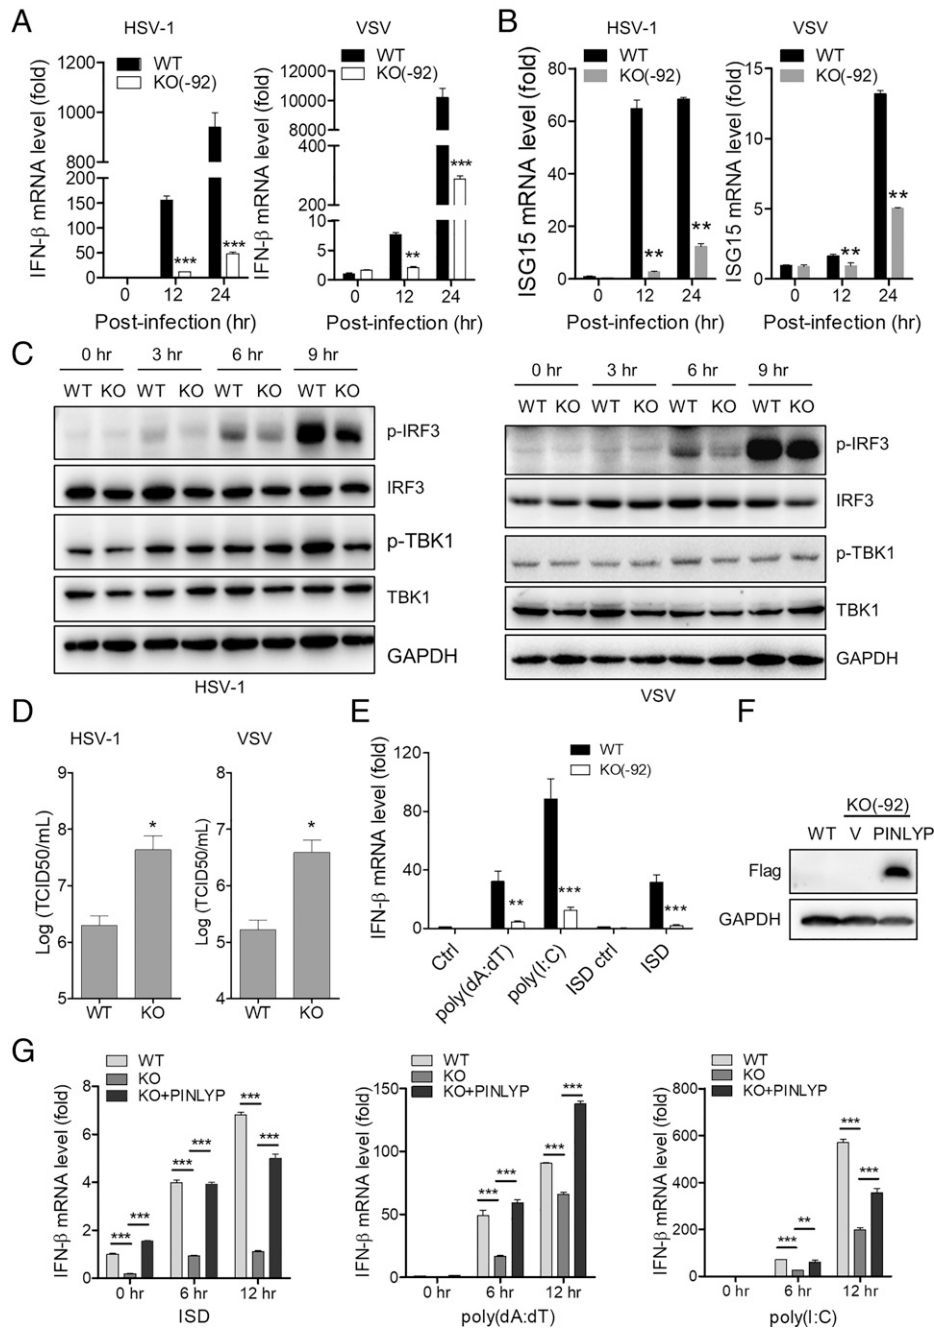 A
HSV-1
VSV
IFN-β mRNA level (fold)
1200
1000
800
200
150
100
50
0
WT
KO(-92)
***
***
0 12 24
Post-infection (hr)
IFN-β mRNA level (fold)
12000
10000
8000
400
200
10
5
0
WT
KO(-92)
**
***
0 12 24
Post-infection (hr)
B
HSV-1
VSV
ISG15 mRNA level (fold)
80
60
40
20
0
WT
KO(-92)
**
**
0 12 24
Post-infection (hr)
ISG15 mRNA level (fold)
15
10
5
0
WT
KO(-92)
**
**
0 12 24
Post-infection (hr)
C
0 hr 3 hr 6 hr 9 hr
WT KO WT KO WT KO WT KO
p-IRF3
IRF3
p-TBK1
TBK1
GAPDH
HSV-1
0 hr 3 hr 6 hr 9 hr
WT KO WT KO WT KO WT KO
p-IRF3
IRF3
p-TBK1
TBK1
GAPDH
VSV
D
HSV-1
VSV
Log (TCID50/mL)
9
8
7
6
5
*
WT KO
Log (TCID50/mL)
8
7
6
5
4
*
WT KO
E
IFN-β mRNA level (fold)
120
80
40
0
WT
KO(-92)
**
***
***
Ctrl
poly(dA:dT)
poly(I:C)
ISD ctrl
ISD
F
KO(-92)
WT V PINLYP
Flag
GAPDH
G
IFN-β mRNA level (fold)
8
6
4
2
0
WT
KO
KO+PINLYP
*** ***
*** ***
*** ***
0 hr 6 hr 12 hr
ISD
IFN-β mRNA level (fold)
150
100
50
0
WT
KO
KO+PINLYP
*** ***
*** ***
0 hr 6 hr 12 hr
poly(dA:dT)
IFN-β mRNA level (fold)
800
600
400
200
0
WT
KO
KO+PINLYP
*** **
*** ***
0 hr 6 hr 12 hr
poly(I:C)